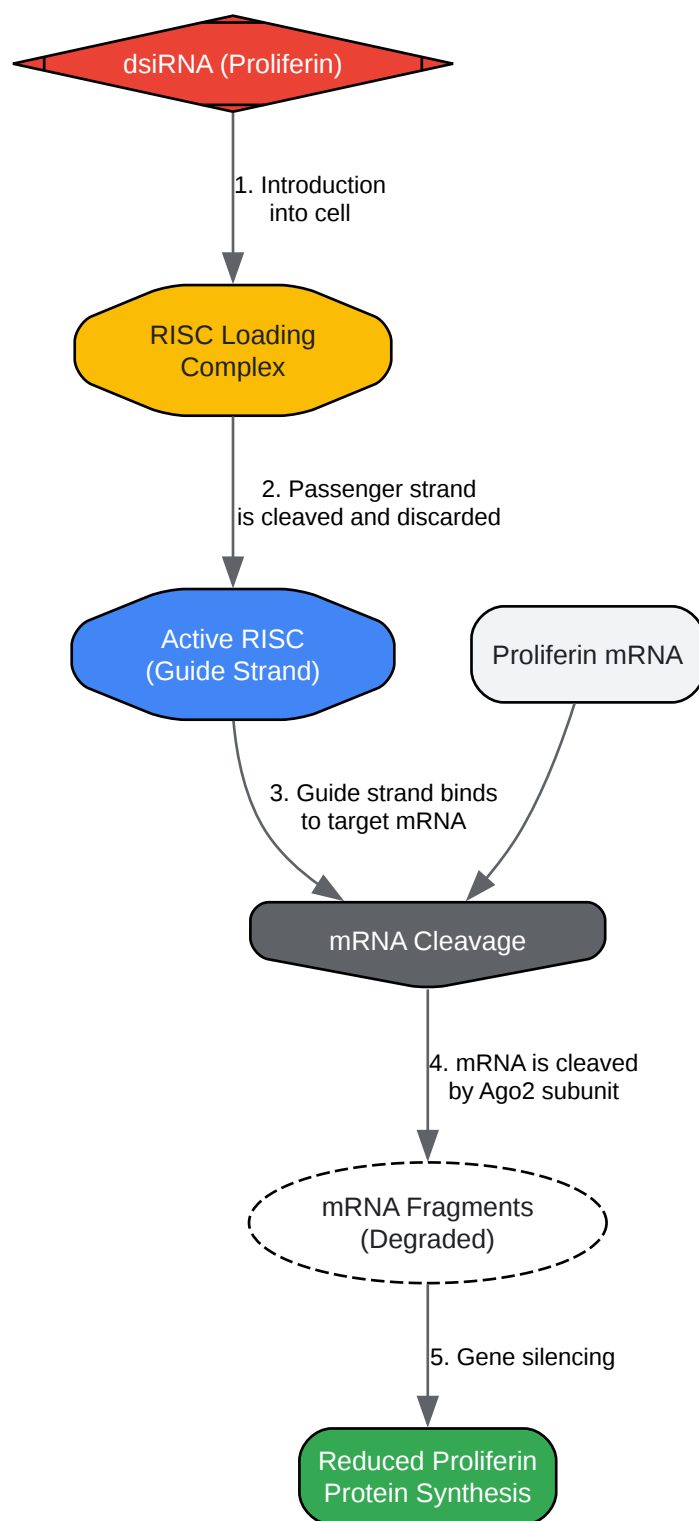 dsiRNA (Proliferin)
1. Introduction
into cell
RISC Loading
Complex
2. Passenger strand
is cleaved and discarded
Active RISC
(Guide Strand)
Proliferin mRNA
3. Guide strand binds
to target mRNA
mRNA Cleavage
4. mRNA is cleaved
by Ago2 subunit
mRNA Fragments
(Degraded)
5. Gene silencing
Reduced Proliferin
Protein Synthesis